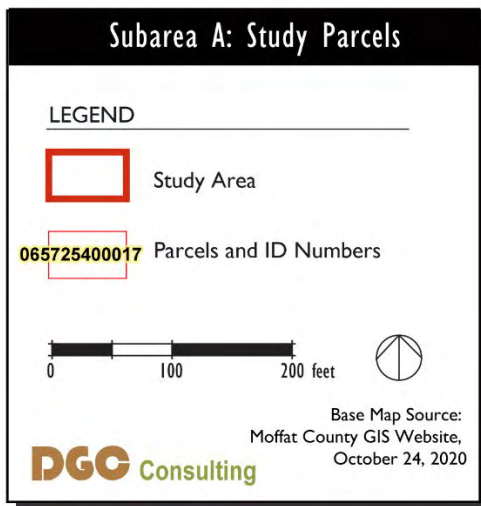 Subarea A: Study Parcels
LEGEND
Study Area
065725400017 Parcels and ID Numbers
0 100 200 feet
Base Map Source:
Moffat County GIS Website,
October 24, 2020
DGC Consulting